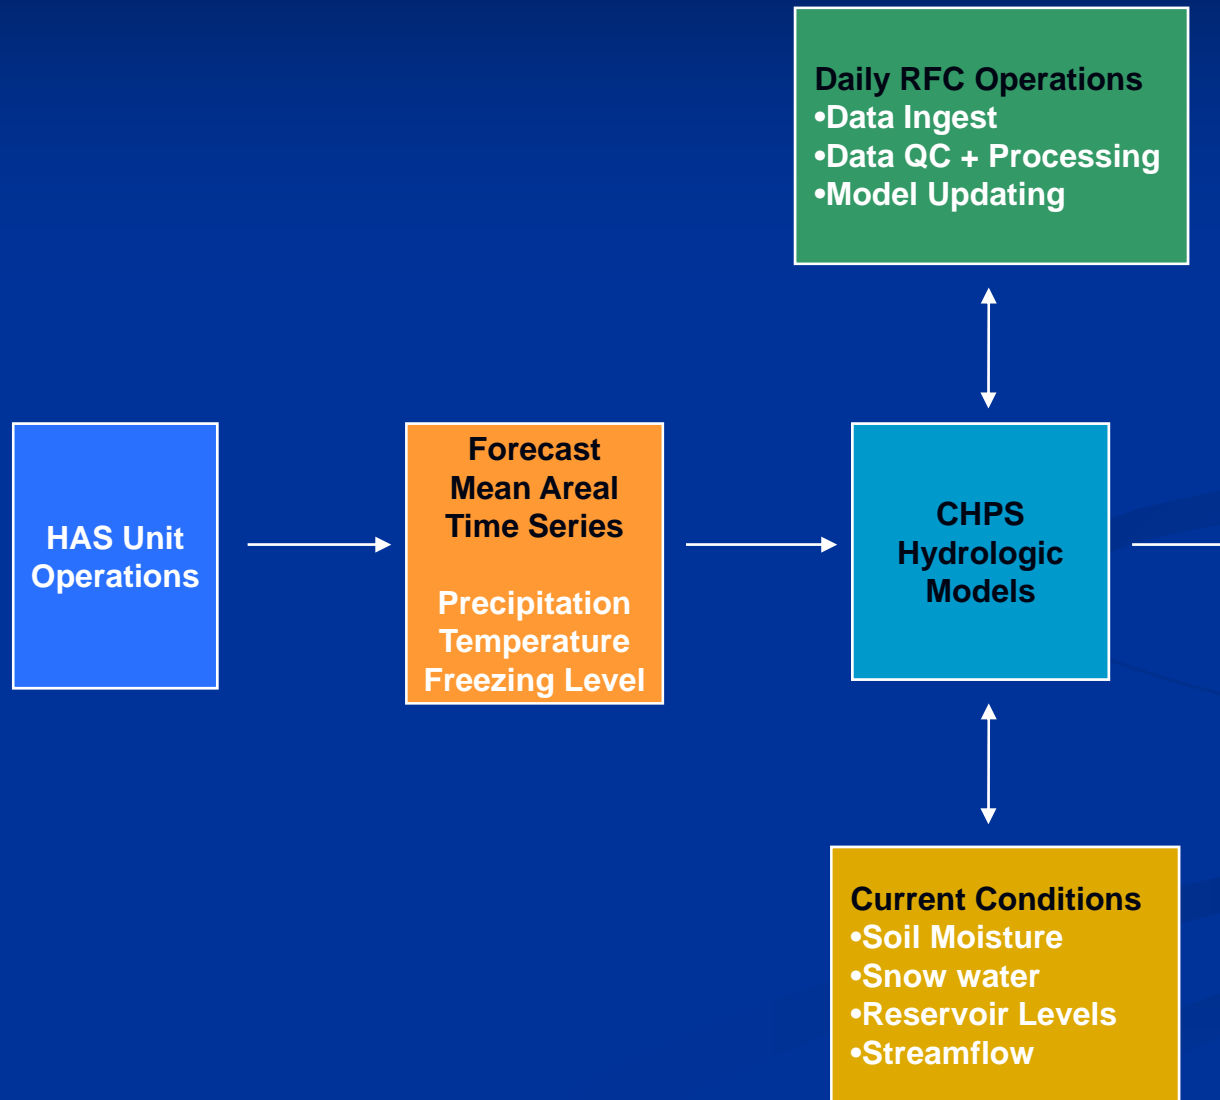 Daily RFC Operations
•Data Ingest
•Data QC + Processing
•Model Updating
HAS Unit
Operations
Forecast
Mean Areal
Time Series
Precipitation
Temperature
Freezing Level
CHPS
Hydrologic
Models
Current Conditions
•Soil Moisture
•Snow water
•Reservoir Levels
•Streamflow